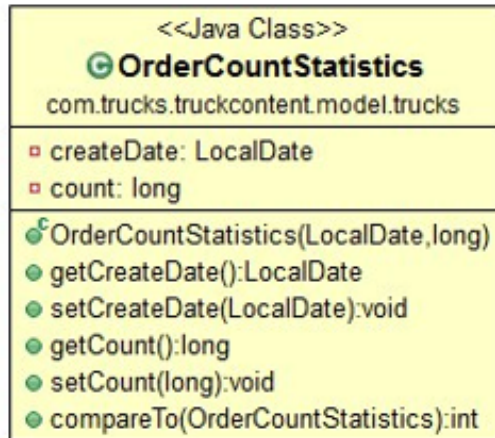 <<Java Class>>
OrderCountStatistics
com.trucks.truckcontent.model.trucks
createDate: LocalDate
count: long
OrderCountStatistics(LocalDate,long)
getCreateDate():LocalDate
setCreateDate(LocalDate):void
getCount():long
setCount(long):void
compareTo(OrderCountStatistics):int